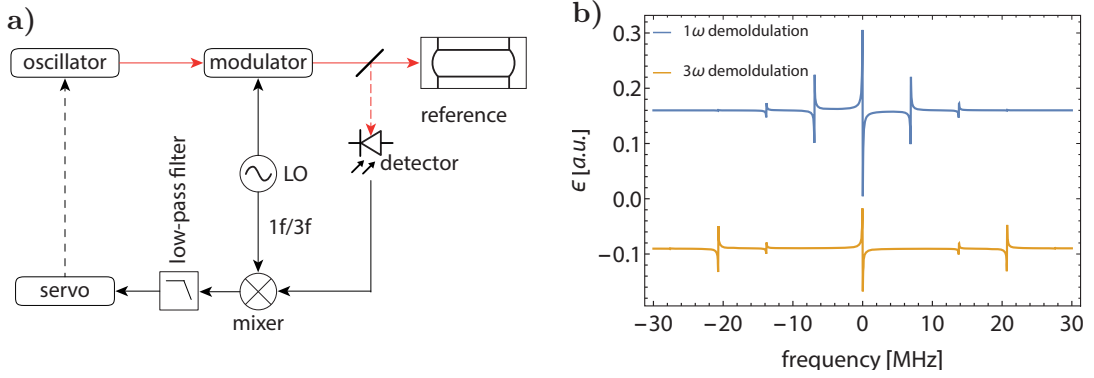 a)
oscillator
modulator
reference
detector
LO
1f/3f
low-pass filter
servo
mixer
b)
1ω demoldulation
3ω demoldulation
0.3
0.2
0.1
0.0
−0.1
ϵ [a.u.]
−30 −20 −10 0 10 20 30
frequency [MHz]